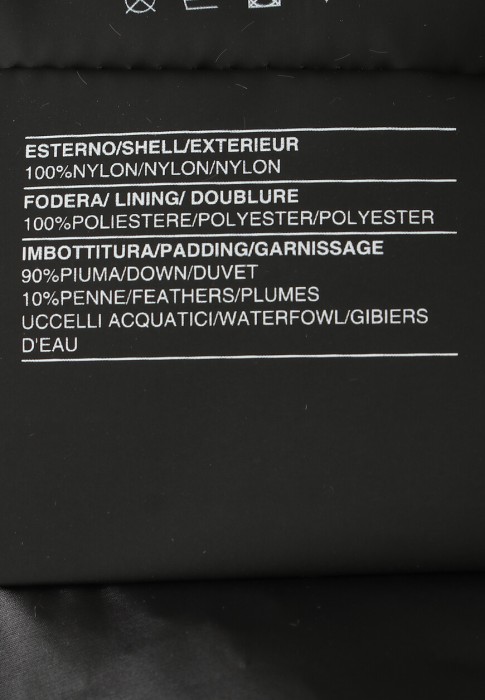 ESTERNO/SHELL/EXTERIEUR
100%NYLON/NYLON/NYLON
FODERA/ LINING/ DOUBLURE
100%POLIESTERE/POLYESTER/POLYESTER
IMBOTTITURA/PADDING/GARNISSAGE
90%PIUMA/DOWN/DUVET
10%PENNE/FEATHERS/PLUMES
UCCELLI ACQUATICI/WATERFOWL/GIBIERS
D'EAU